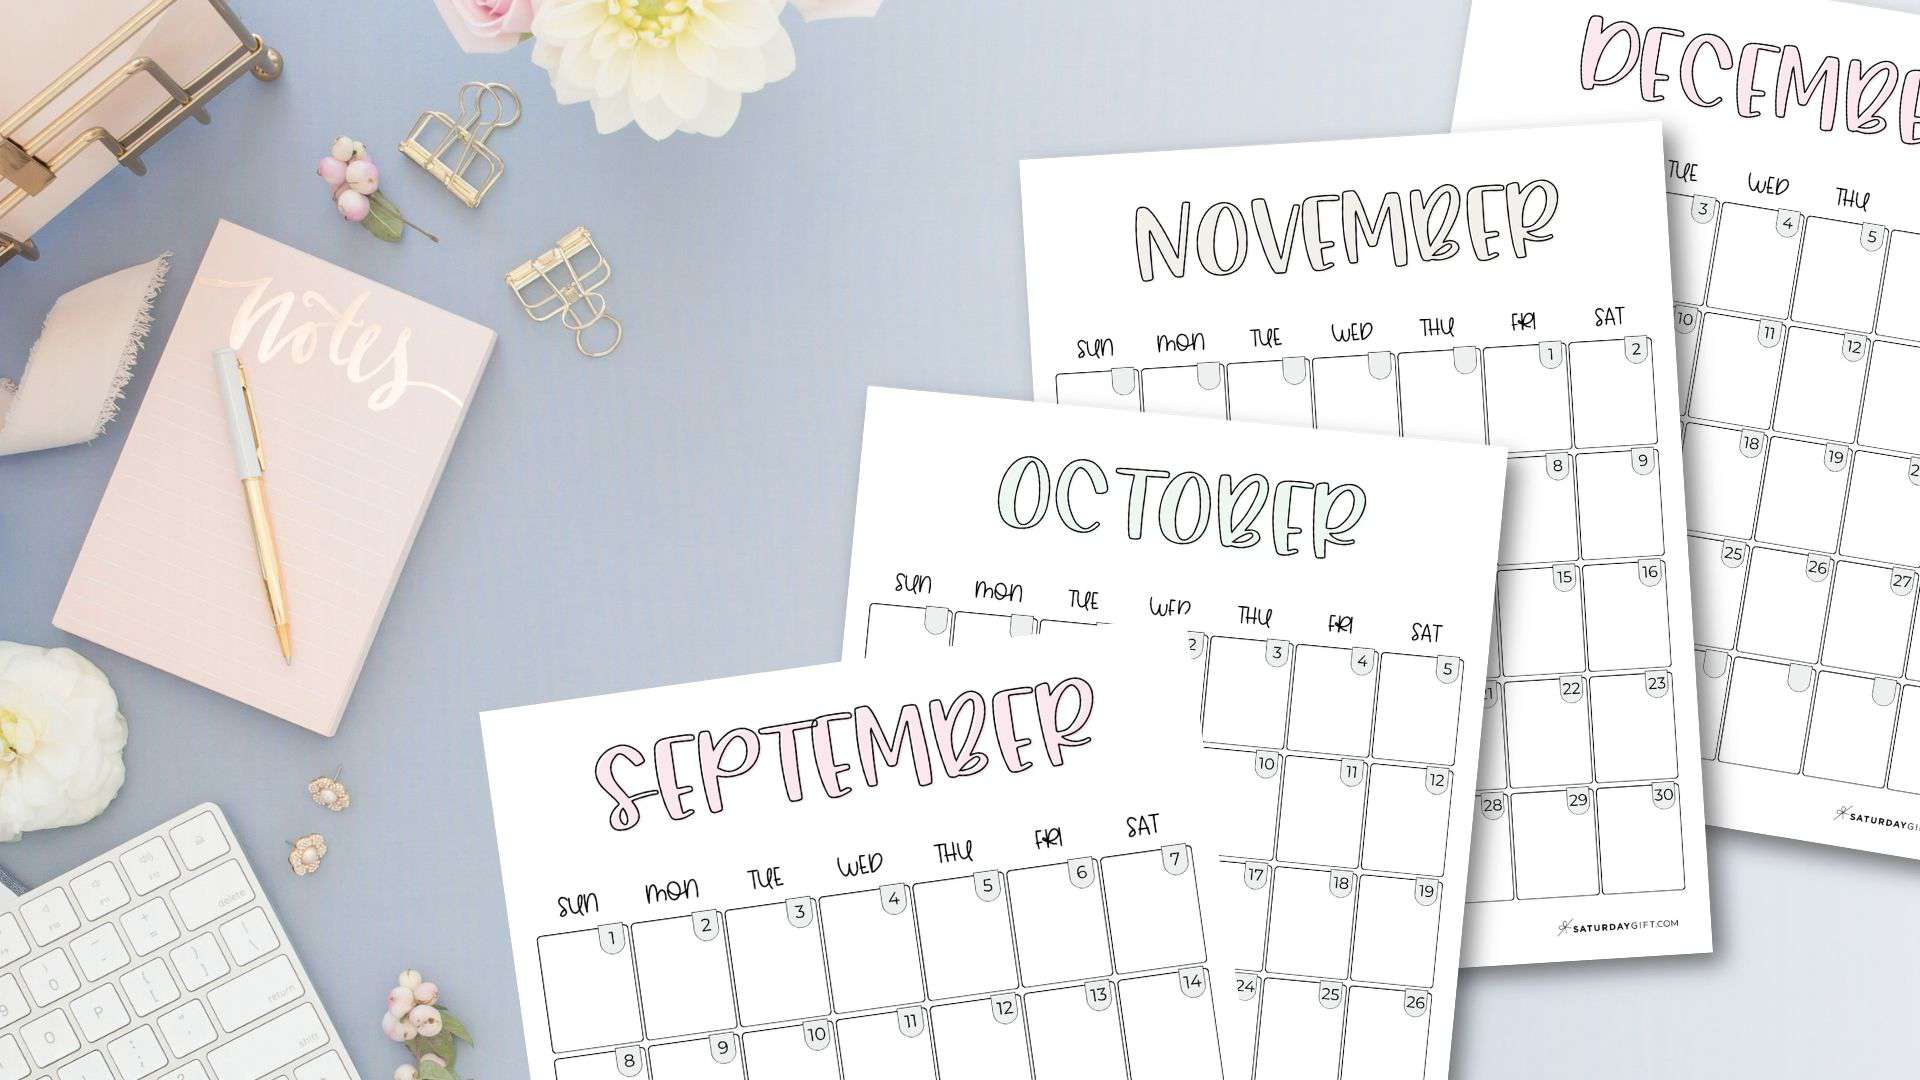 notes
DECEMBE
TUE WED THU
3 4 5
10 11 12
18 19
25 26 27
SATURDAYGI
NOVEMBER
SUN MON TUE WED THU FRI SAT
1 2
8 9
15 16
22 23
28 29 30
SATURDAYGIFT.COM
OCTOBER
SUN MON TUE WED THU FRI SAT
2 3 4 5
10 11 12
17 18 19
24 25 26
SEPTEMBER
SUN MON TUE WED THU FRI SAT
1 2 3 4 5 6 7
8 9 10 11 12 13 14
delete
return
shift
P
O